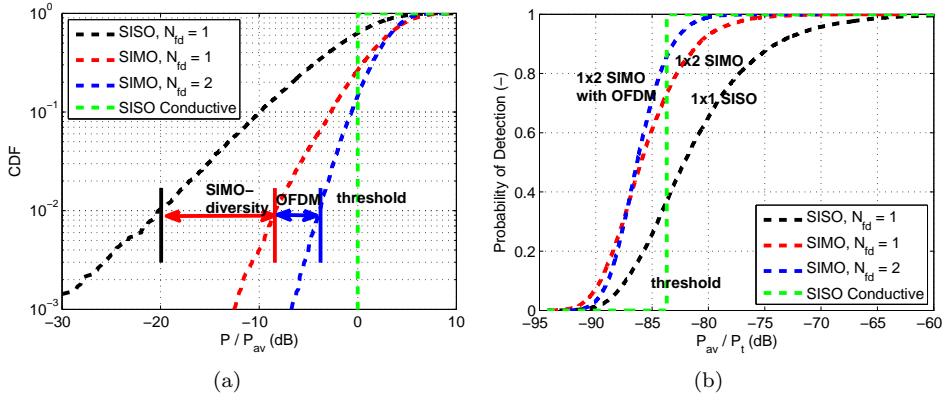 SISO, N_fd = 1
SIMO, N_fd = 1
SIMO, N_fd = 2
SISO Conductive
SIMO−
diversity
OFDM
threshold
CDF
10^0
10^−1
10^−2
10^−3
−30
−20
−10
0
10
P / P_av (dB)
(a)
1x2 SIMO
with OFDM
1x2 SIMO
1x1 SISO
threshold
SISO, N_fd = 1
SIMO, N_fd = 1
SIMO, N_fd = 2
SISO Conductive
Probability of Detection (−)
1
0.8
0.6
0.4
0.2
0
−95
−90
−85
−80
−75
−70
−65
−60
P_av / P_t (dB)
(b)